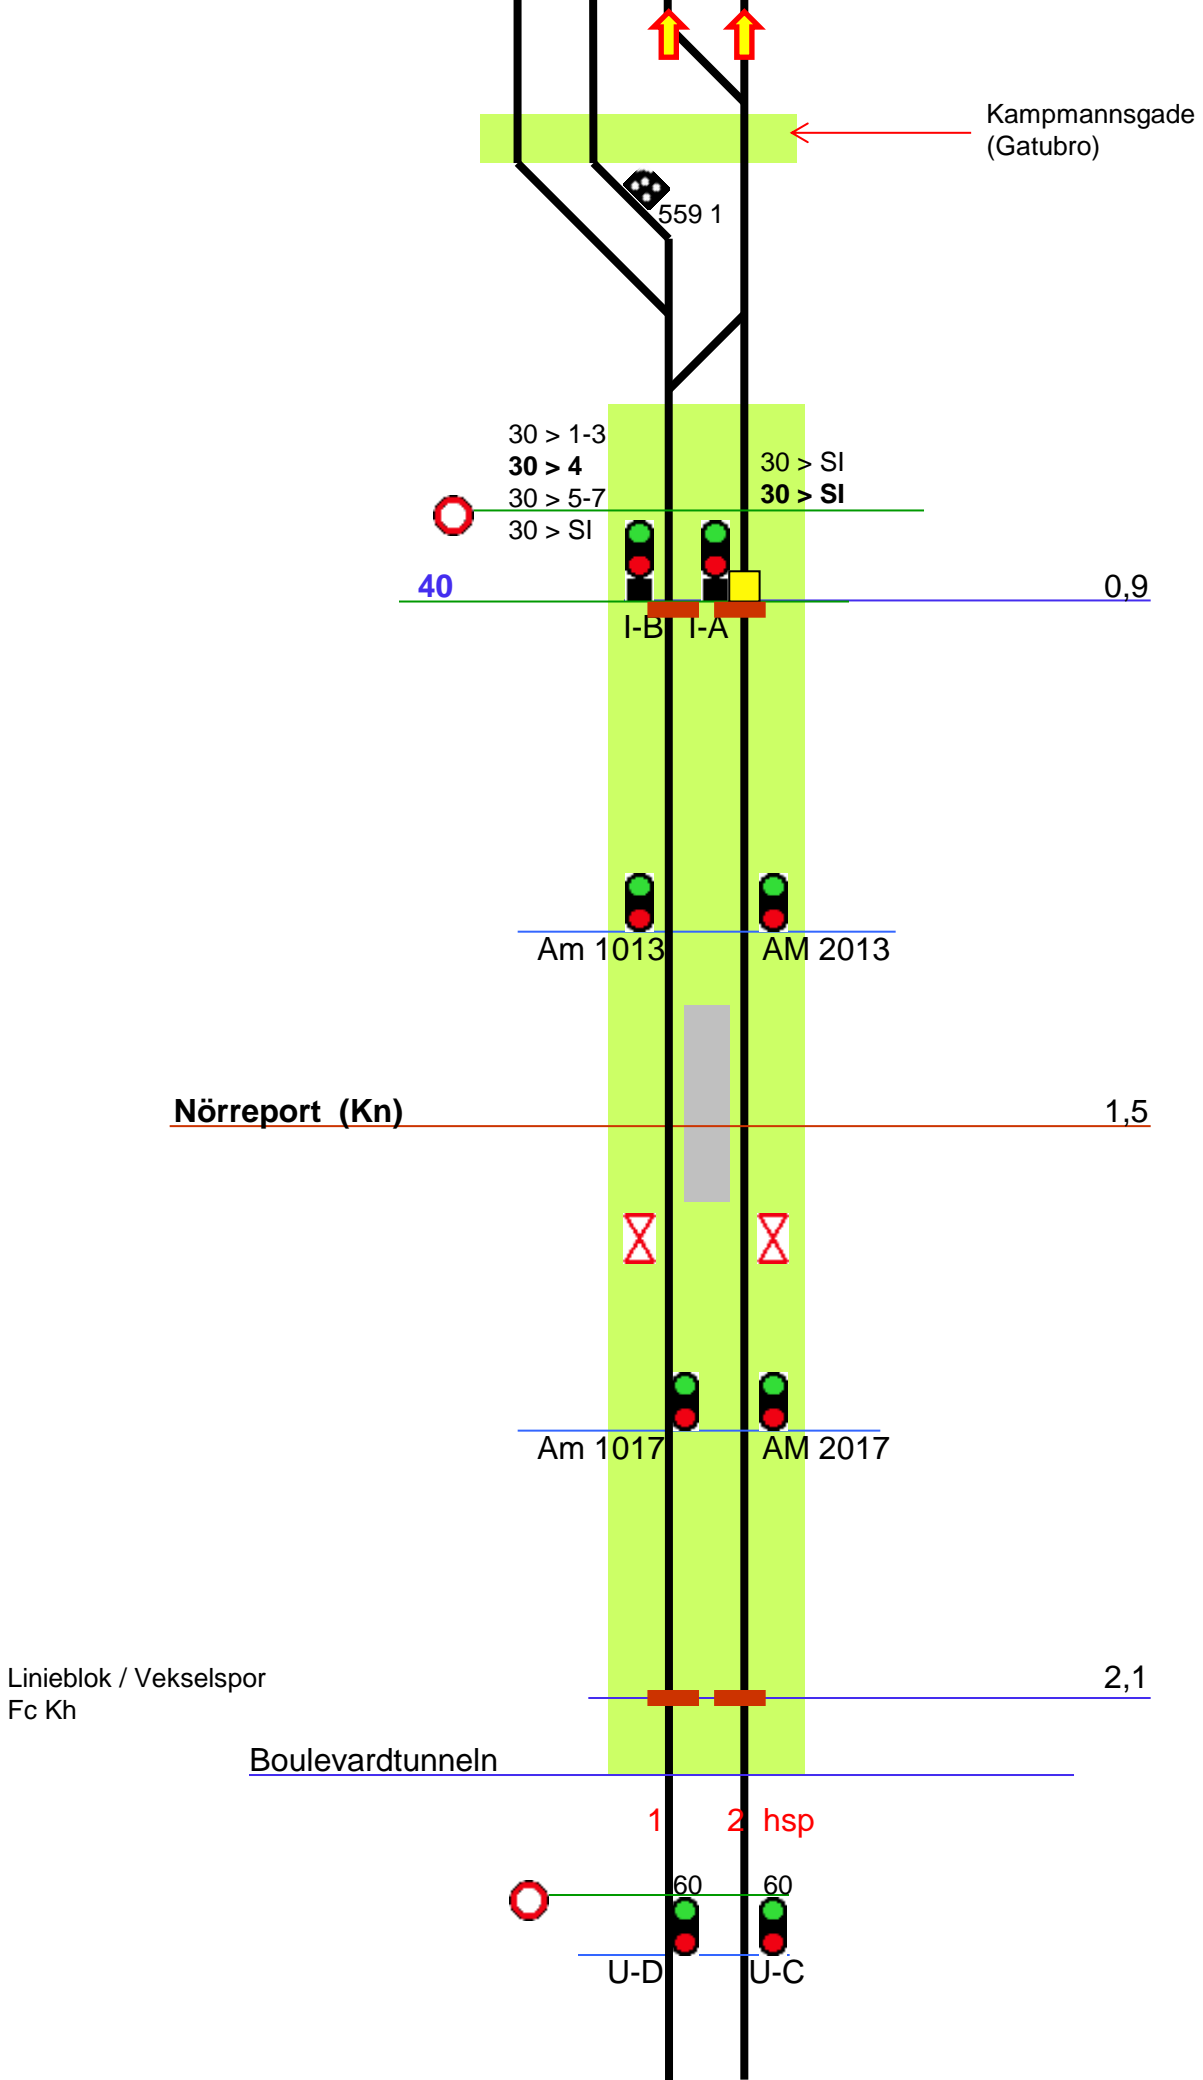 Kampmannsgade
(Gatubro)
559 1
30 > 1-3
30 > 4
30 > 5-7
30 > SI
30 > SI
30 > SI
40
0,9
I-B
I-A
Am 1013
AM 2013
Nörreport (Kn)
1,5
Am 1017
AM 2017
Linieblok / Vekselspor
Fc Kh
2,1
Boulevardtunneln
1
2 hsp
60
60
U-D
U-C